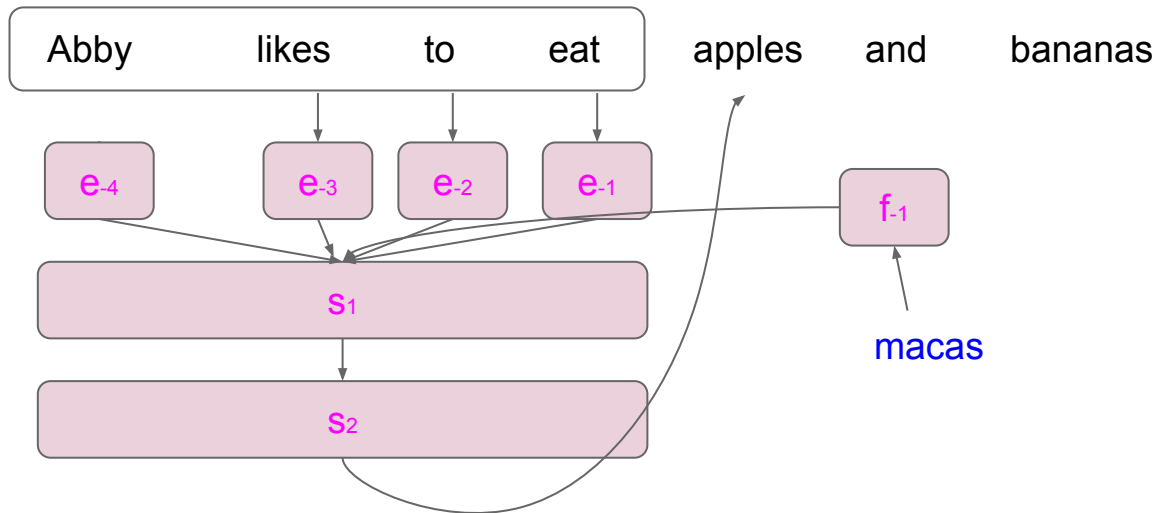 Abby likes to eat apples and bananas
e-4 e-3 e-2 e-1 f-1
s1
macas
s2